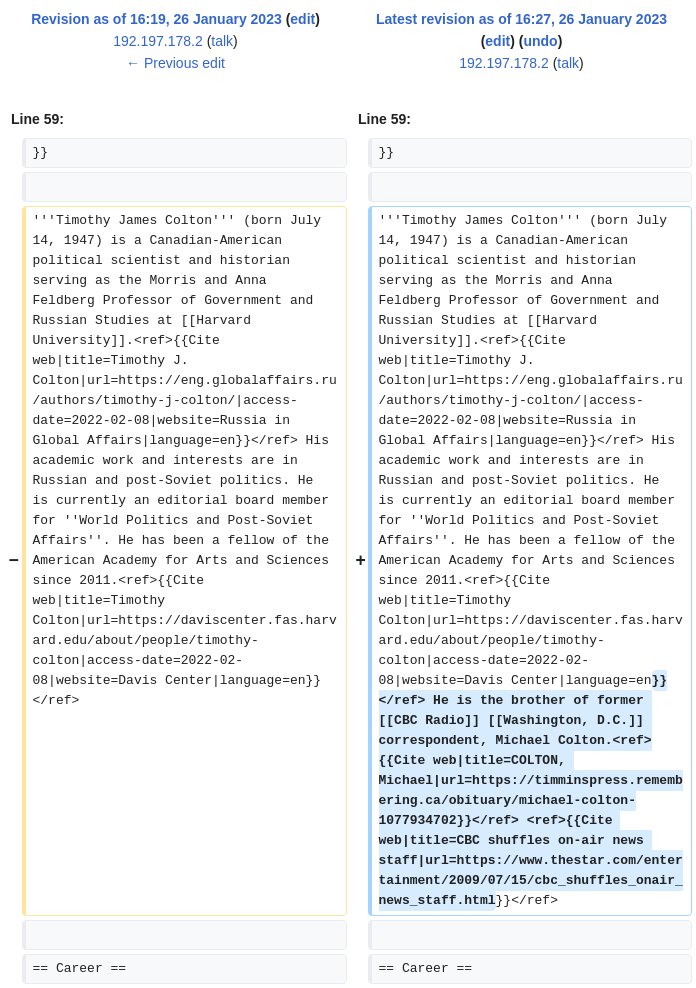 Revision as of 16:19, 26 January 2023 (edit)
192.197.178.2 (talk)
← Previous edit
Latest revision as of 16:27, 26 January 2023
(edit) (undo)
192.197.178.2 (talk)
Line 59:
Line 59:
}}
}}
−
'''Timothy James Colton''' (born July
14, 1947) is a Canadian-American
political scientist and historian
serving as the Morris and Anna
Feldberg Professor of Government and
Russian Studies at [[Harvard
University]].<ref>{{Cite
web|title=Timothy J.
Colton|url=https://eng.globalaffairs.ru
/authors/timothy-j-colton/|access-
date=2022-02-08|website=Russia in
Global Affairs|language=en}}</ref> His
academic work and interests are in
Russian and post-Soviet politics. He
is currently an editorial board member
for ''World Politics and Post-Soviet
Affairs''. He has been a fellow of the
American Academy for Arts and Sciences
since 2011.<ref>{{Cite
web|title=Timothy
Colton|url=https://daviscenter.fas.harv
ard.edu/about/people/timothy-
colton|access-date=2022-02-
08|website=Davis Center|language=en}}
</ref>
+
'''Timothy James Colton''' (born July
14, 1947) is a Canadian-American
political scientist and historian
serving as the Morris and Anna
Feldberg Professor of Government and
Russian Studies at [[Harvard
University]].<ref>{{Cite
web|title=Timothy J.
Colton|url=https://eng.globalaffairs.ru
/authors/timothy-j-colton/|access-
date=2022-02-08|website=Russia in
Global Affairs|language=en}}</ref> His
academic work and interests are in
Russian and post-Soviet politics. He
is currently an editorial board member
for ''World Politics and Post-Soviet
Affairs''. He has been a fellow of the
American Academy for Arts and Sciences
since 2011.<ref>{{Cite
web|title=Timothy
Colton|url=https://daviscenter.fas.harv
ard.edu/about/people/timothy-
colton|access-date=2022-02-
08|website=Davis Center|language=en}}
</ref> He is the brother of former
[[CBC Radio]] [[Washington, D.C.]]
correspondent, Michael Colton.<ref>
{{Cite web|title=COLTON,
Michael|url=https://timminspress.rememb
ering.ca/obituary/michael-colton-
1077934702}}</ref> <ref>{{Cite
web|title=CBC shuffles on-air news
staff|url=https://www.thestar.com/enter
tainment/2009/07/15/cbc_shuffles_onair_
news_staff.html}}</ref>
== Career ==
== Career ==